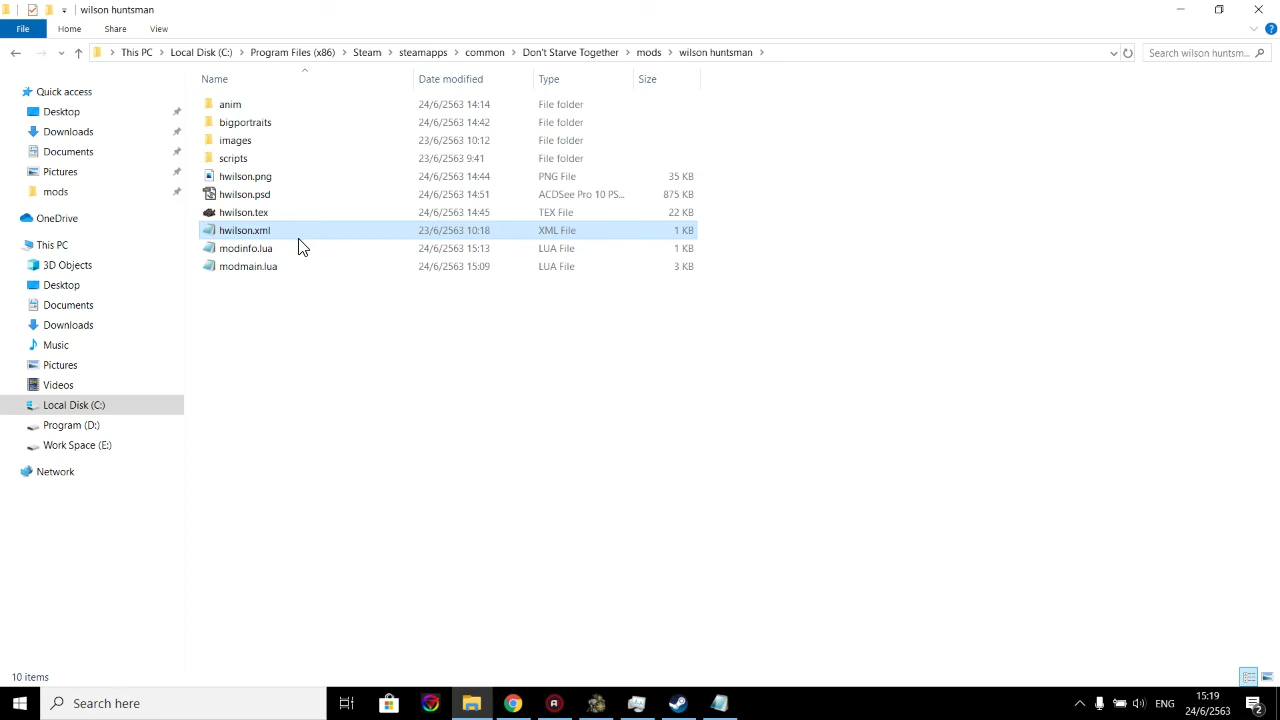 wilson huntsman
File Home Share View
This PC Local Disk (C:) Program Files (x86) Steam steamapps common Don't Starve Together mods wilson huntsman Search wilson huntsm...
Name Date modified Type Size
Quick access
Desktop
Downloads
Documents
Pictures
mods
OneDrive
This PC
3D Objects
Desktop
Documents
Downloads
Music
Pictures
Videos
Local Disk (C:)
Program (D:)
Work Space (E:)
Network
anim 24/6/2563 14:14 File folder
bigportraits 24/6/2563 14:42 File folder
images 23/6/2563 10:12 File folder
scripts 23/6/2563 9:41 File folder
hwilson.png 24/6/2563 14:44 PNG File 35 KB
hwilson.psd 24/6/2563 14:51 ACDSee Pro 10 PS... 875 KB
hwilson.tex 24/6/2563 14:45 TEX File 22 KB
hwilson.xml 23/6/2563 10:18 XML File 1 KB
modinfo.lua 24/6/2563 15:13 LUA File 1 KB
modmain.lua 24/6/2563 15:09 LUA File 3 KB
10 items
Search here
ENG
15:19
24/6/2563
2